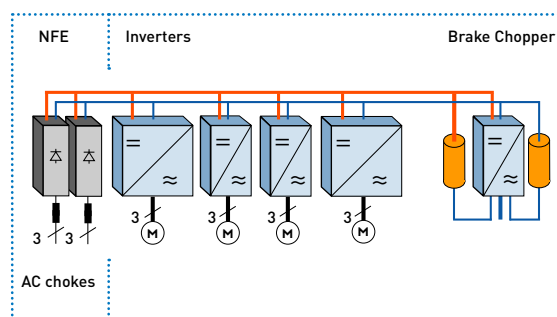 NFE Inverters Brake Chopper
= = = = =
≈ ≈ ≈ ≈ ≈
3 3 3 3 3 3
M M M M
AC chokes